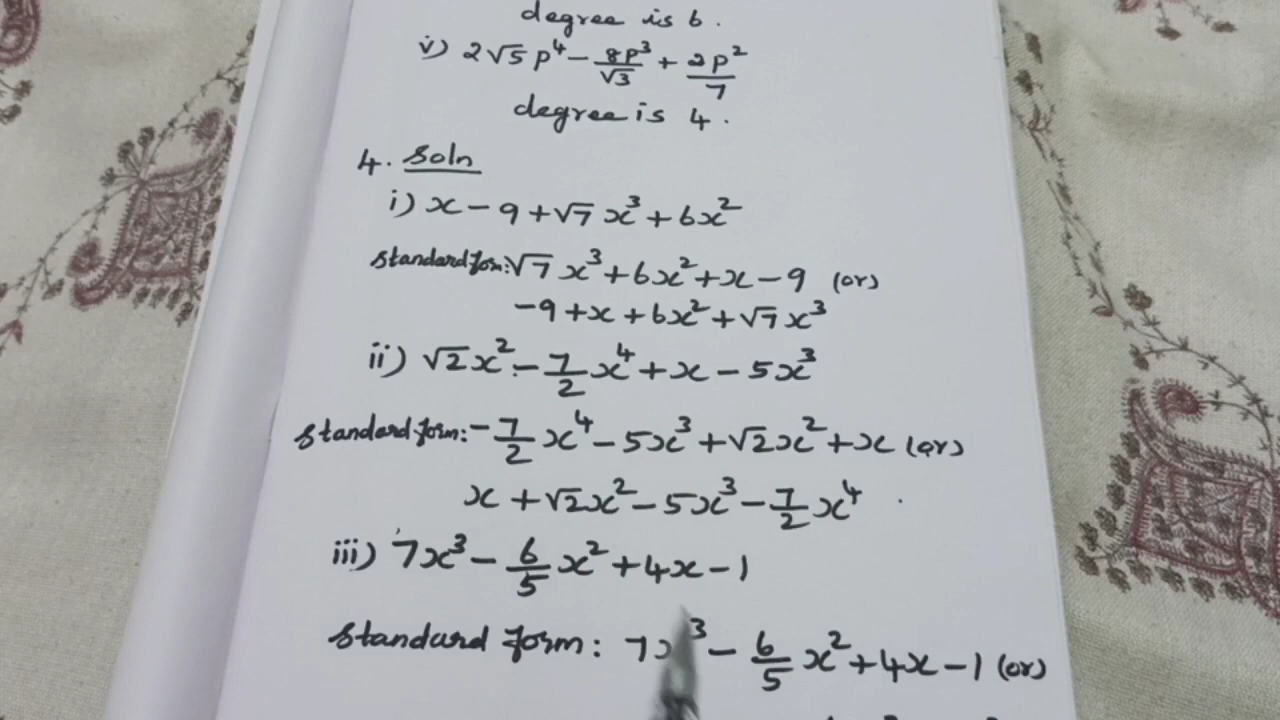 degree is 6.
v) 2√5 p⁴ - 8p³/√3 + 2p²/7
degree is 4.
4. Soln
i) x - 9 + √7 x³ + 6x²
standard form: √7 x³ + 6x² + x - 9 (or)
-9 + x + 6x² + √7 x³
ii) √2x² - 7/2 x⁴ + x - 5x³
standard form: -7/2 x⁴ - 5x³ + √2x² + x (or)
x + √2x² - 5x³ - 7/2 x⁴
iii) 7x³ - 6/5 x² + 4x - 1
standard form: 7x³ - 6/5 x² + 4x - 1 (or)